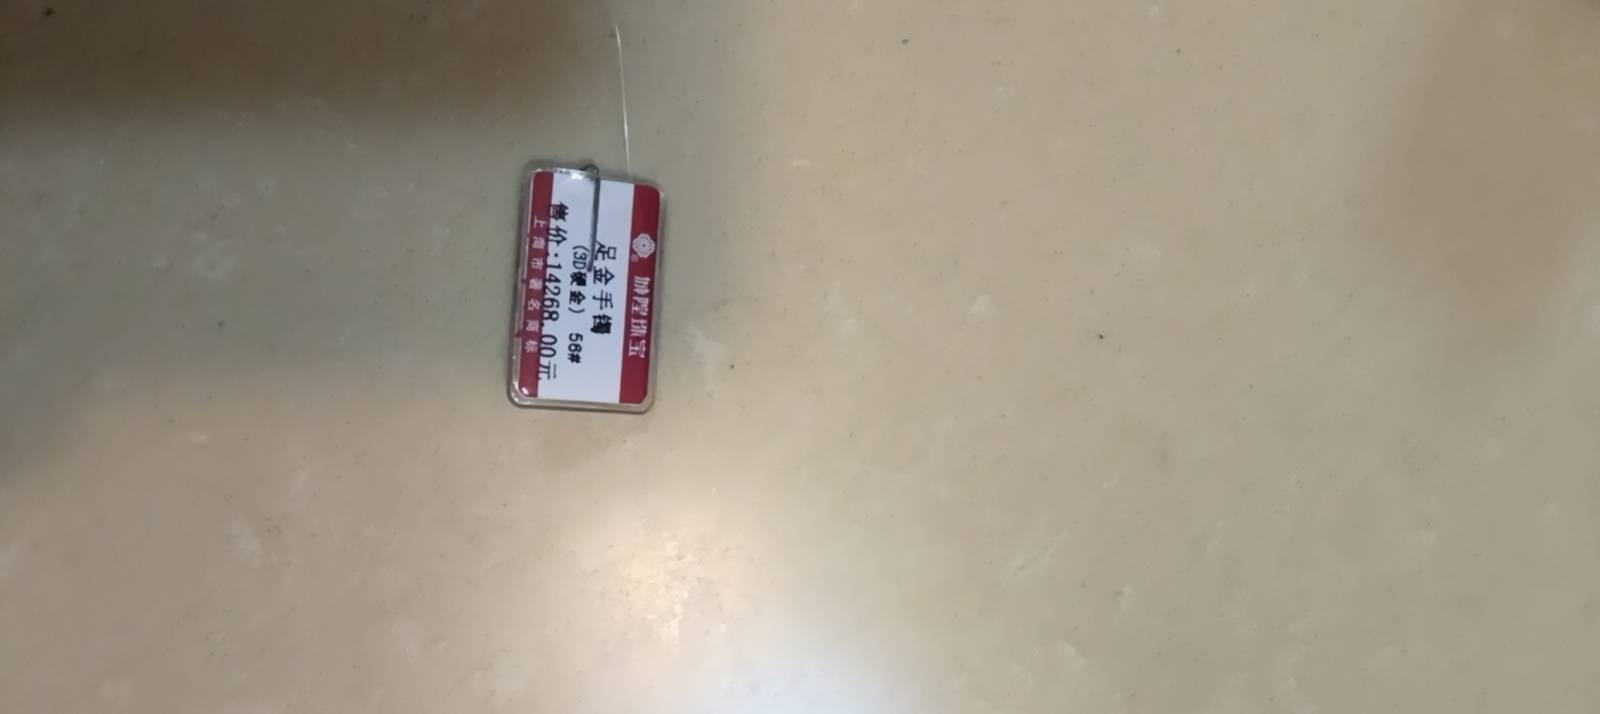 城隍珠宝
足金手镯
(3D硬金) 56#
售价:14268.00元
上海市著名商标